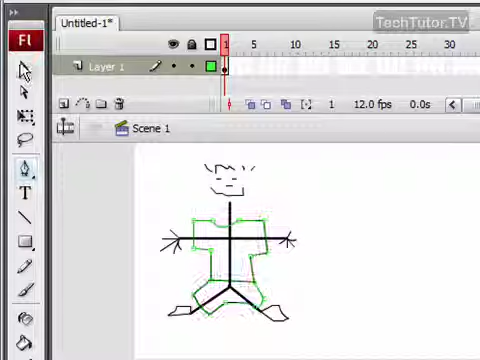 Untitled-1*
TechTutor.TV
Fl
1 5 10 15 20 25 30
Layer 1
1 12.0 fps 0.0s
Scene 1
T